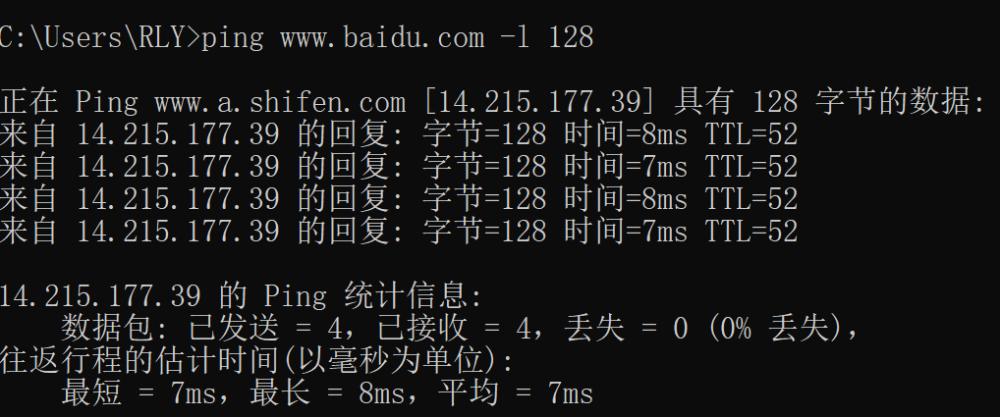 C:\Users\RLY>ping www.baidu.com -l 128
正在 Ping www.a.shifen.com [14.215.177.39] 具有 128 字节的数据:
来自 14.215.177.39 的回复: 字节=128 时间=8ms TTL=52
来自 14.215.177.39 的回复: 字节=128 时间=7ms TTL=52
来自 14.215.177.39 的回复: 字节=128 时间=8ms TTL=52
来自 14.215.177.39 的回复: 字节=128 时间=7ms TTL=52
14.215.177.39 的 Ping 统计信息:
数据包: 已发送 = 4，已接收 = 4，丢失 = 0 (0% 丢失)，
往返行程的估计时间(以毫秒为单位):
最短 = 7ms，最长 = 8ms，平均 = 7ms